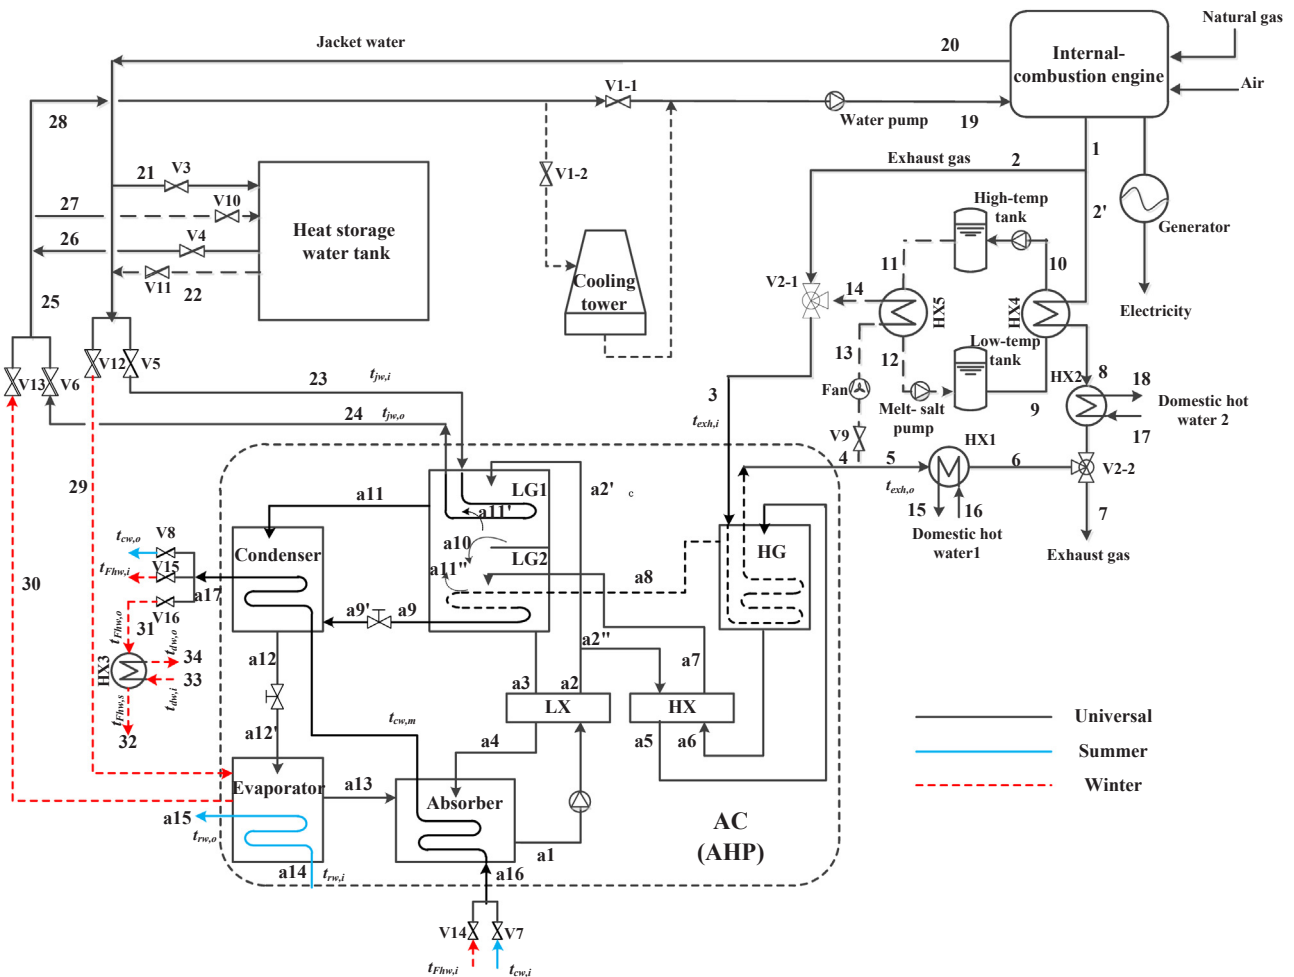 Natural gas
Jacket water
20
Internal-
combustion engine
V1-1
Air
28
Water pump
19
1
Exhaust gas
2
21
V3
V1-2
27
V10
High-temp
tank
2'
Heat storage
water tank
26
V4
Generator
11
10
V11
22
Cooling
tower
V2-1
14
HX5
HX4
25
Electricity
13
12
Low-temp
tank
V13
V6
V12
V5
23
tjw,i
8
HX2
18
Fan
3
Melt- salt
pump
9
Domestic hot
water 2
24
tjw,o
texh,i
17
V9
HX1
4
5
6
V2-2
29
a11
LG1
a2'
c
texh,o
15
16
7
a11'
Domestic hot
water1
Exhaust gas
V8
tcw,o
Condenser
a10
LG2
HG
V15
tFhw,i
a11"
a8
30
a17
V16
a9'
a9
31
tFhw,o
tdw,o
a2"
a12
a7
34
HX3
33
a3
a2
tdw,i
tFhw,s
LX
HX
32
tcw,m
a12'
a4
a5
a6
Universal
Summer
Evaporator
a13
Absorber
Winter
a15
trw,o
AC
(AHP)
a1
a14
trw,i
a16
V14
V7
tFhw,i
tcw,i